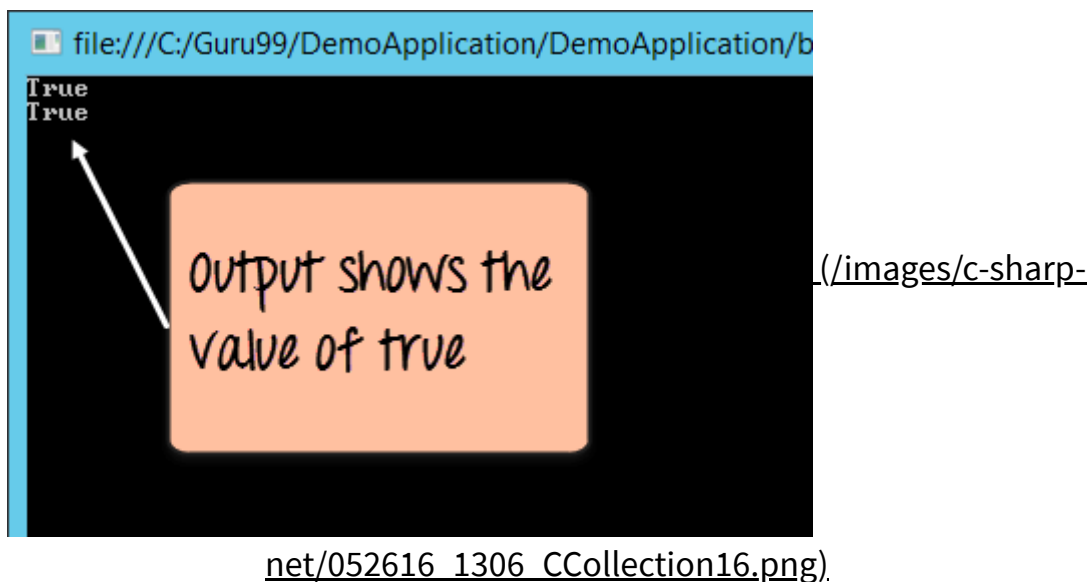 file:///C:/Guru99/DemoApplication/DemoApplication/b
True
True
Output shows the
value of true
(/images/c-sharp-
net/052616_1306_CCollection16.png)